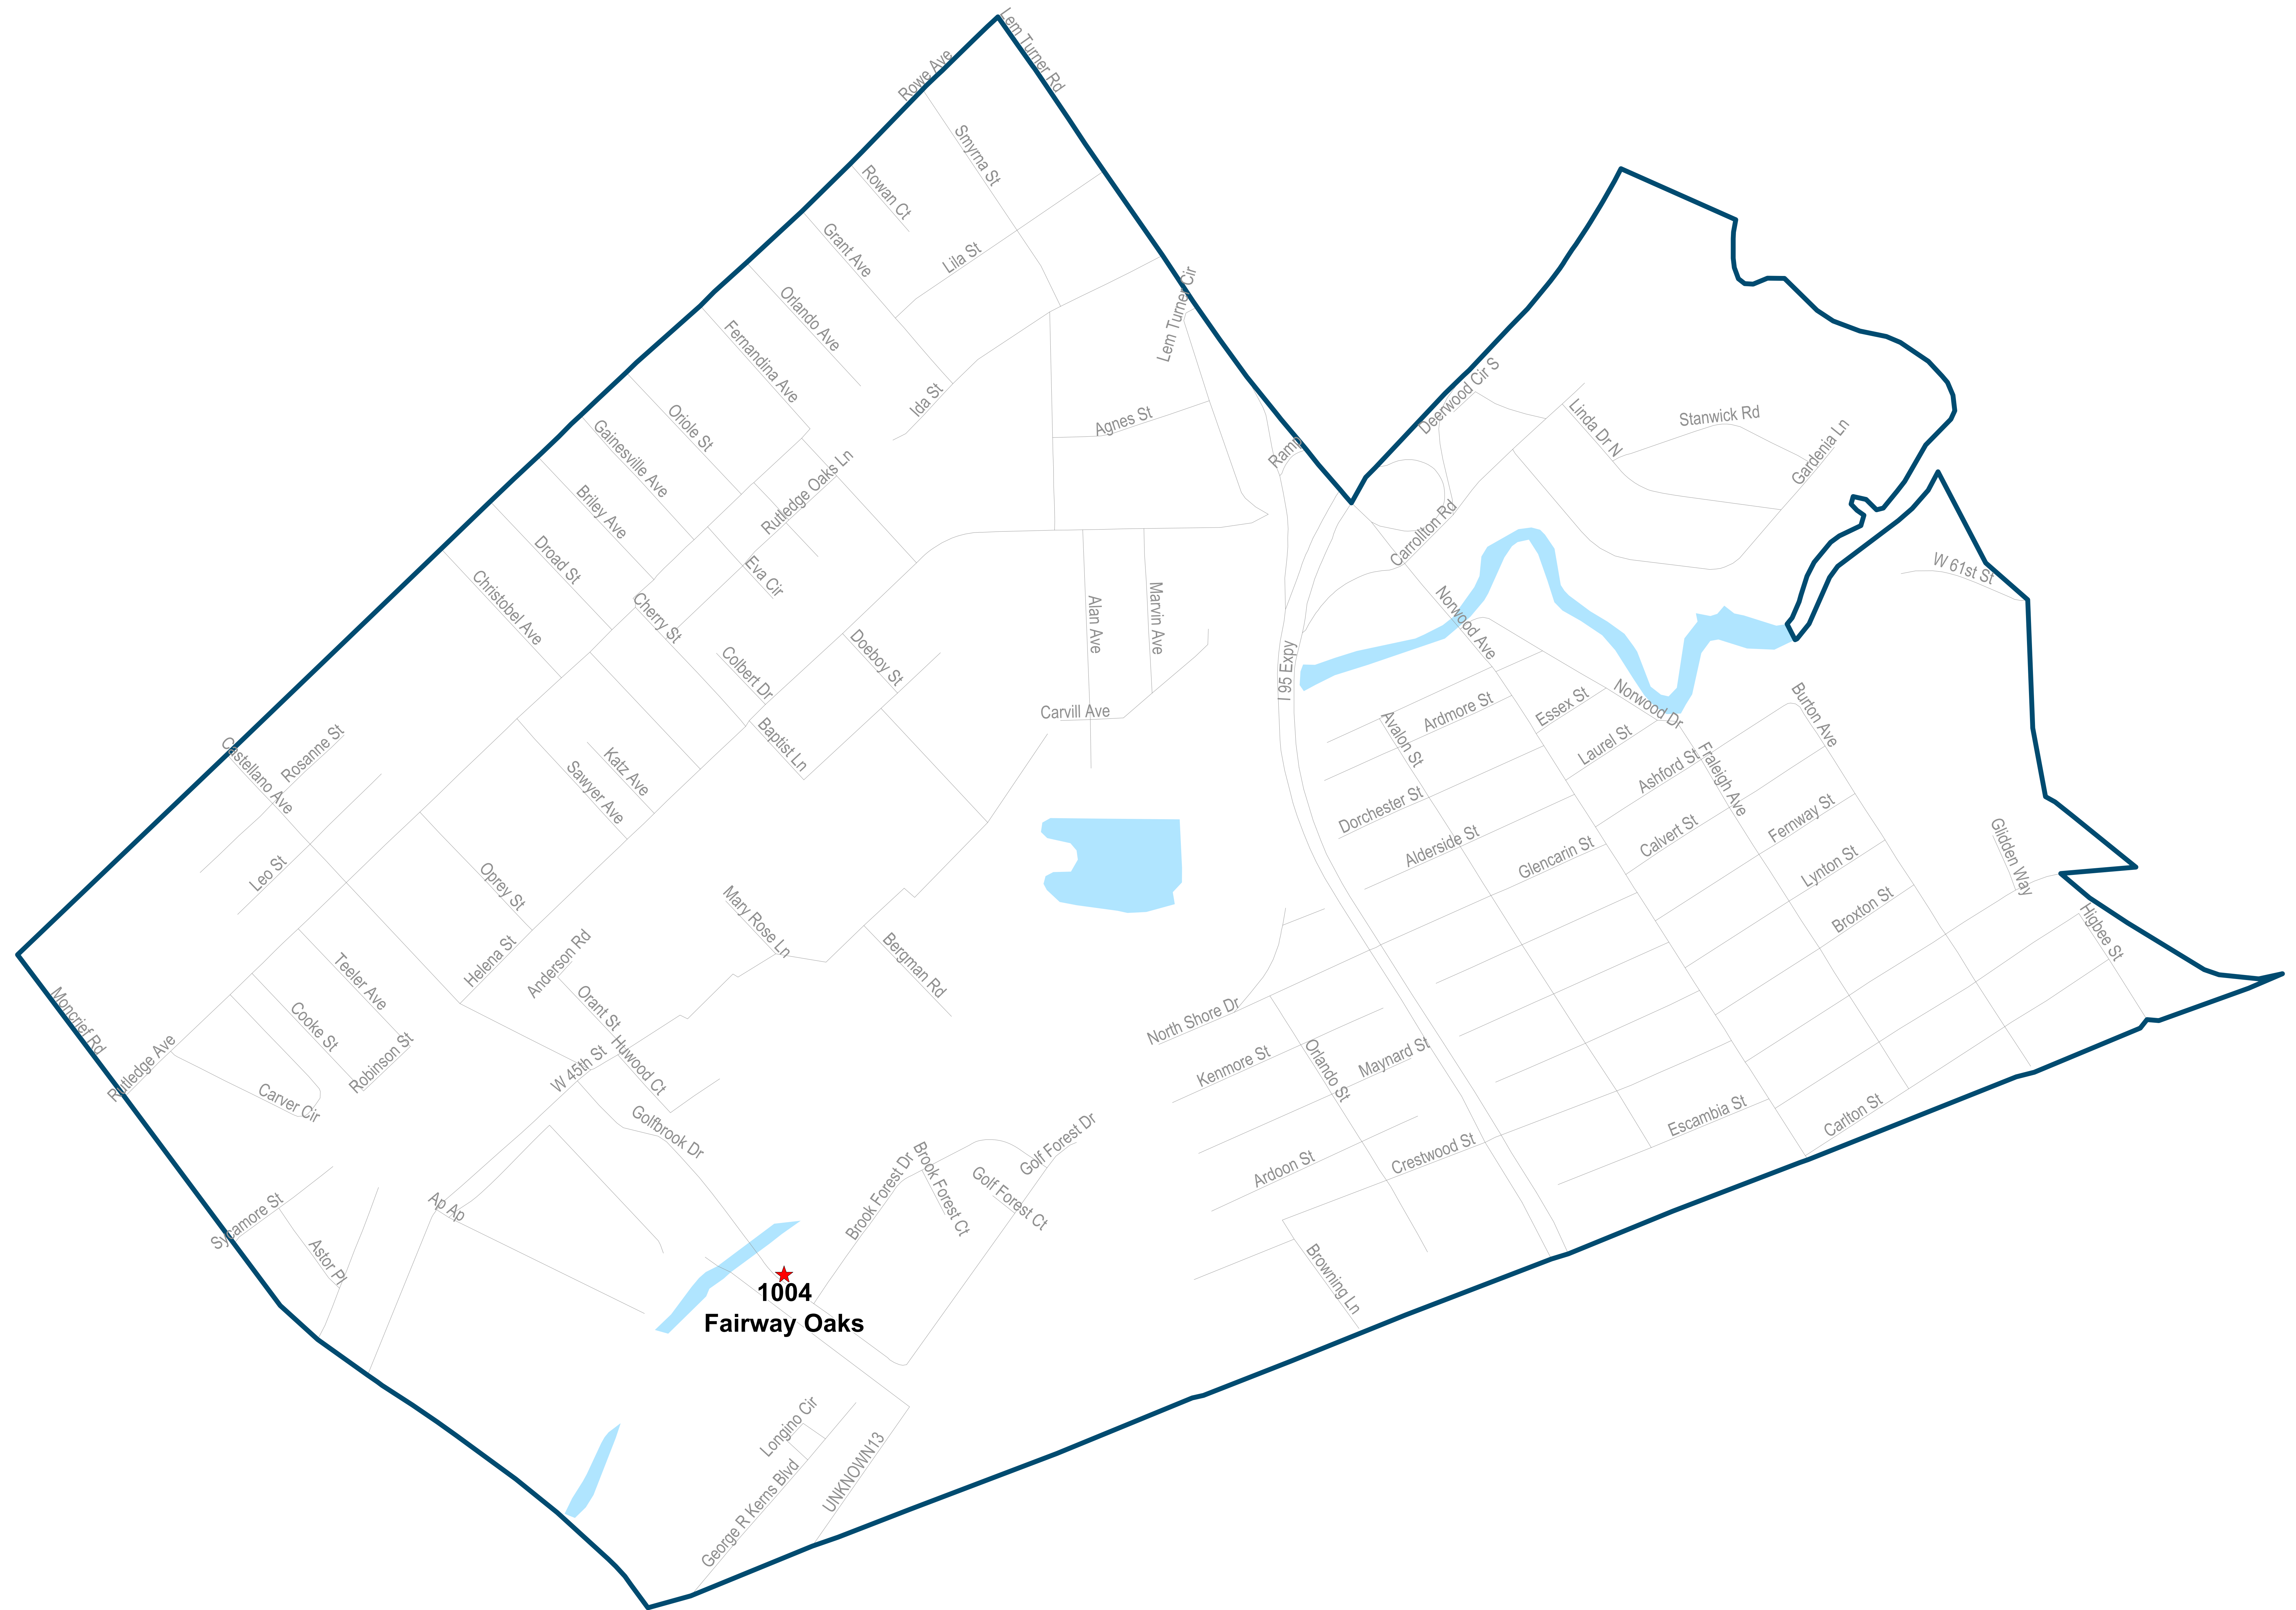 Lem Turner Rd
Rowe Ave
Smyrna St
Rowan Ct
Grant Ave
Lila St
Orlando Ave
Lem Turner Cir
Fernandina Ave
Ida St
Agnes St
Oriole St
Gainesville Ave
Rutledge Oaks Ln
Ramp
Deerwood Cir S
Linda Dr N
Stanwick Rd
Gardenia Ln
Briley Ave
Droad St
Eva Cir
Carrollton Rd
W 61st St
Christobel Ave
Cherry St
Alan Ave
Marvin Ave
Norwood Ave
Colbert Dr
Doeboy St
I 95 Expy
Carvill Ave
Baptist Ln
Avalon St
Ardmore St
Essex St
Norwood Dr
Burton Ave
Laurel St
Rosanne St
Castellano Ave
Katz Ave
Sawyer Ave
Ashford St
Fraleigh Ave
Dorchester St
Alderside St
Glencarin St
Calvert St
Fernway St
Lynton St
Glidden Way
Leo St
Oprey St
Mary Rose Ln
Broxton St
Higbee St
Helena St
Anderson Rd
Bergman Rd
Teeler Ave
Cooke St
Orant St
Moncrief Rd
Rutledge Ave
Robinson St
Carver Cir
W 45th St
Huwood Ct
North Shore Dr
Kenmore St
Orlando St
Maynard St
Golfbrook Dr
Escambia St
Carlton St
Brook Forest Dr
Brook Forest Ct
Golf Forest Dr
Golf Forest Ct
Ardoon St
Crestwood St
Sycamore St
Astor Pl
Ap Ap
Browning Ln
1004
Fairway Oaks
Longino Cir
George R Kerns Blvd
UNKNOWN13